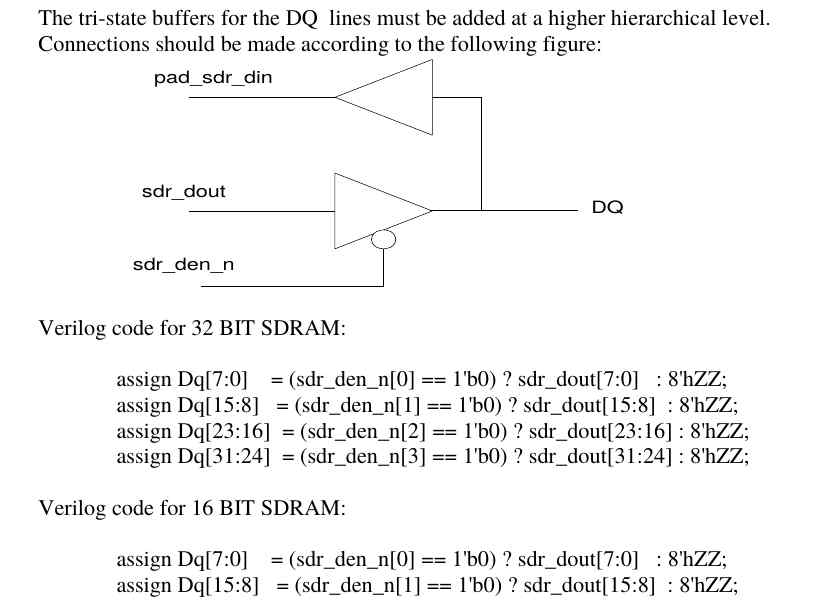 The tri-state buffers for the DQ lines must be added at a higher hierarchical level.
Connections should be made according to the following figure:
pad_sdr_din
sdr_dout
DQ
sdr_den_n
Verilog code for 32 BIT SDRAM:
assign Dq[7:0] = (sdr_den_n[0] == 1'b0) ? sdr_dout[7:0] : 8'hZZ;
assign Dq[15:8] = (sdr_den_n[1] == 1'b0) ? sdr_dout[15:8] : 8'hZZ;
assign Dq[23:16] = (sdr_den_n[2] == 1'b0) ? sdr_dout[23:16] : 8'hZZ;
assign Dq[31:24] = (sdr_den_n[3] == 1'b0) ? sdr_dout[31:24] : 8'hZZ;
Verilog code for 16 BIT SDRAM:
assign Dq[7:0] = (sdr_den_n[0] == 1'b0) ? sdr_dout[7:0] : 8'hZZ;
assign Dq[15:8] = (sdr_den_n[1] == 1'b0) ? sdr_dout[15:8] : 8'hZZ;